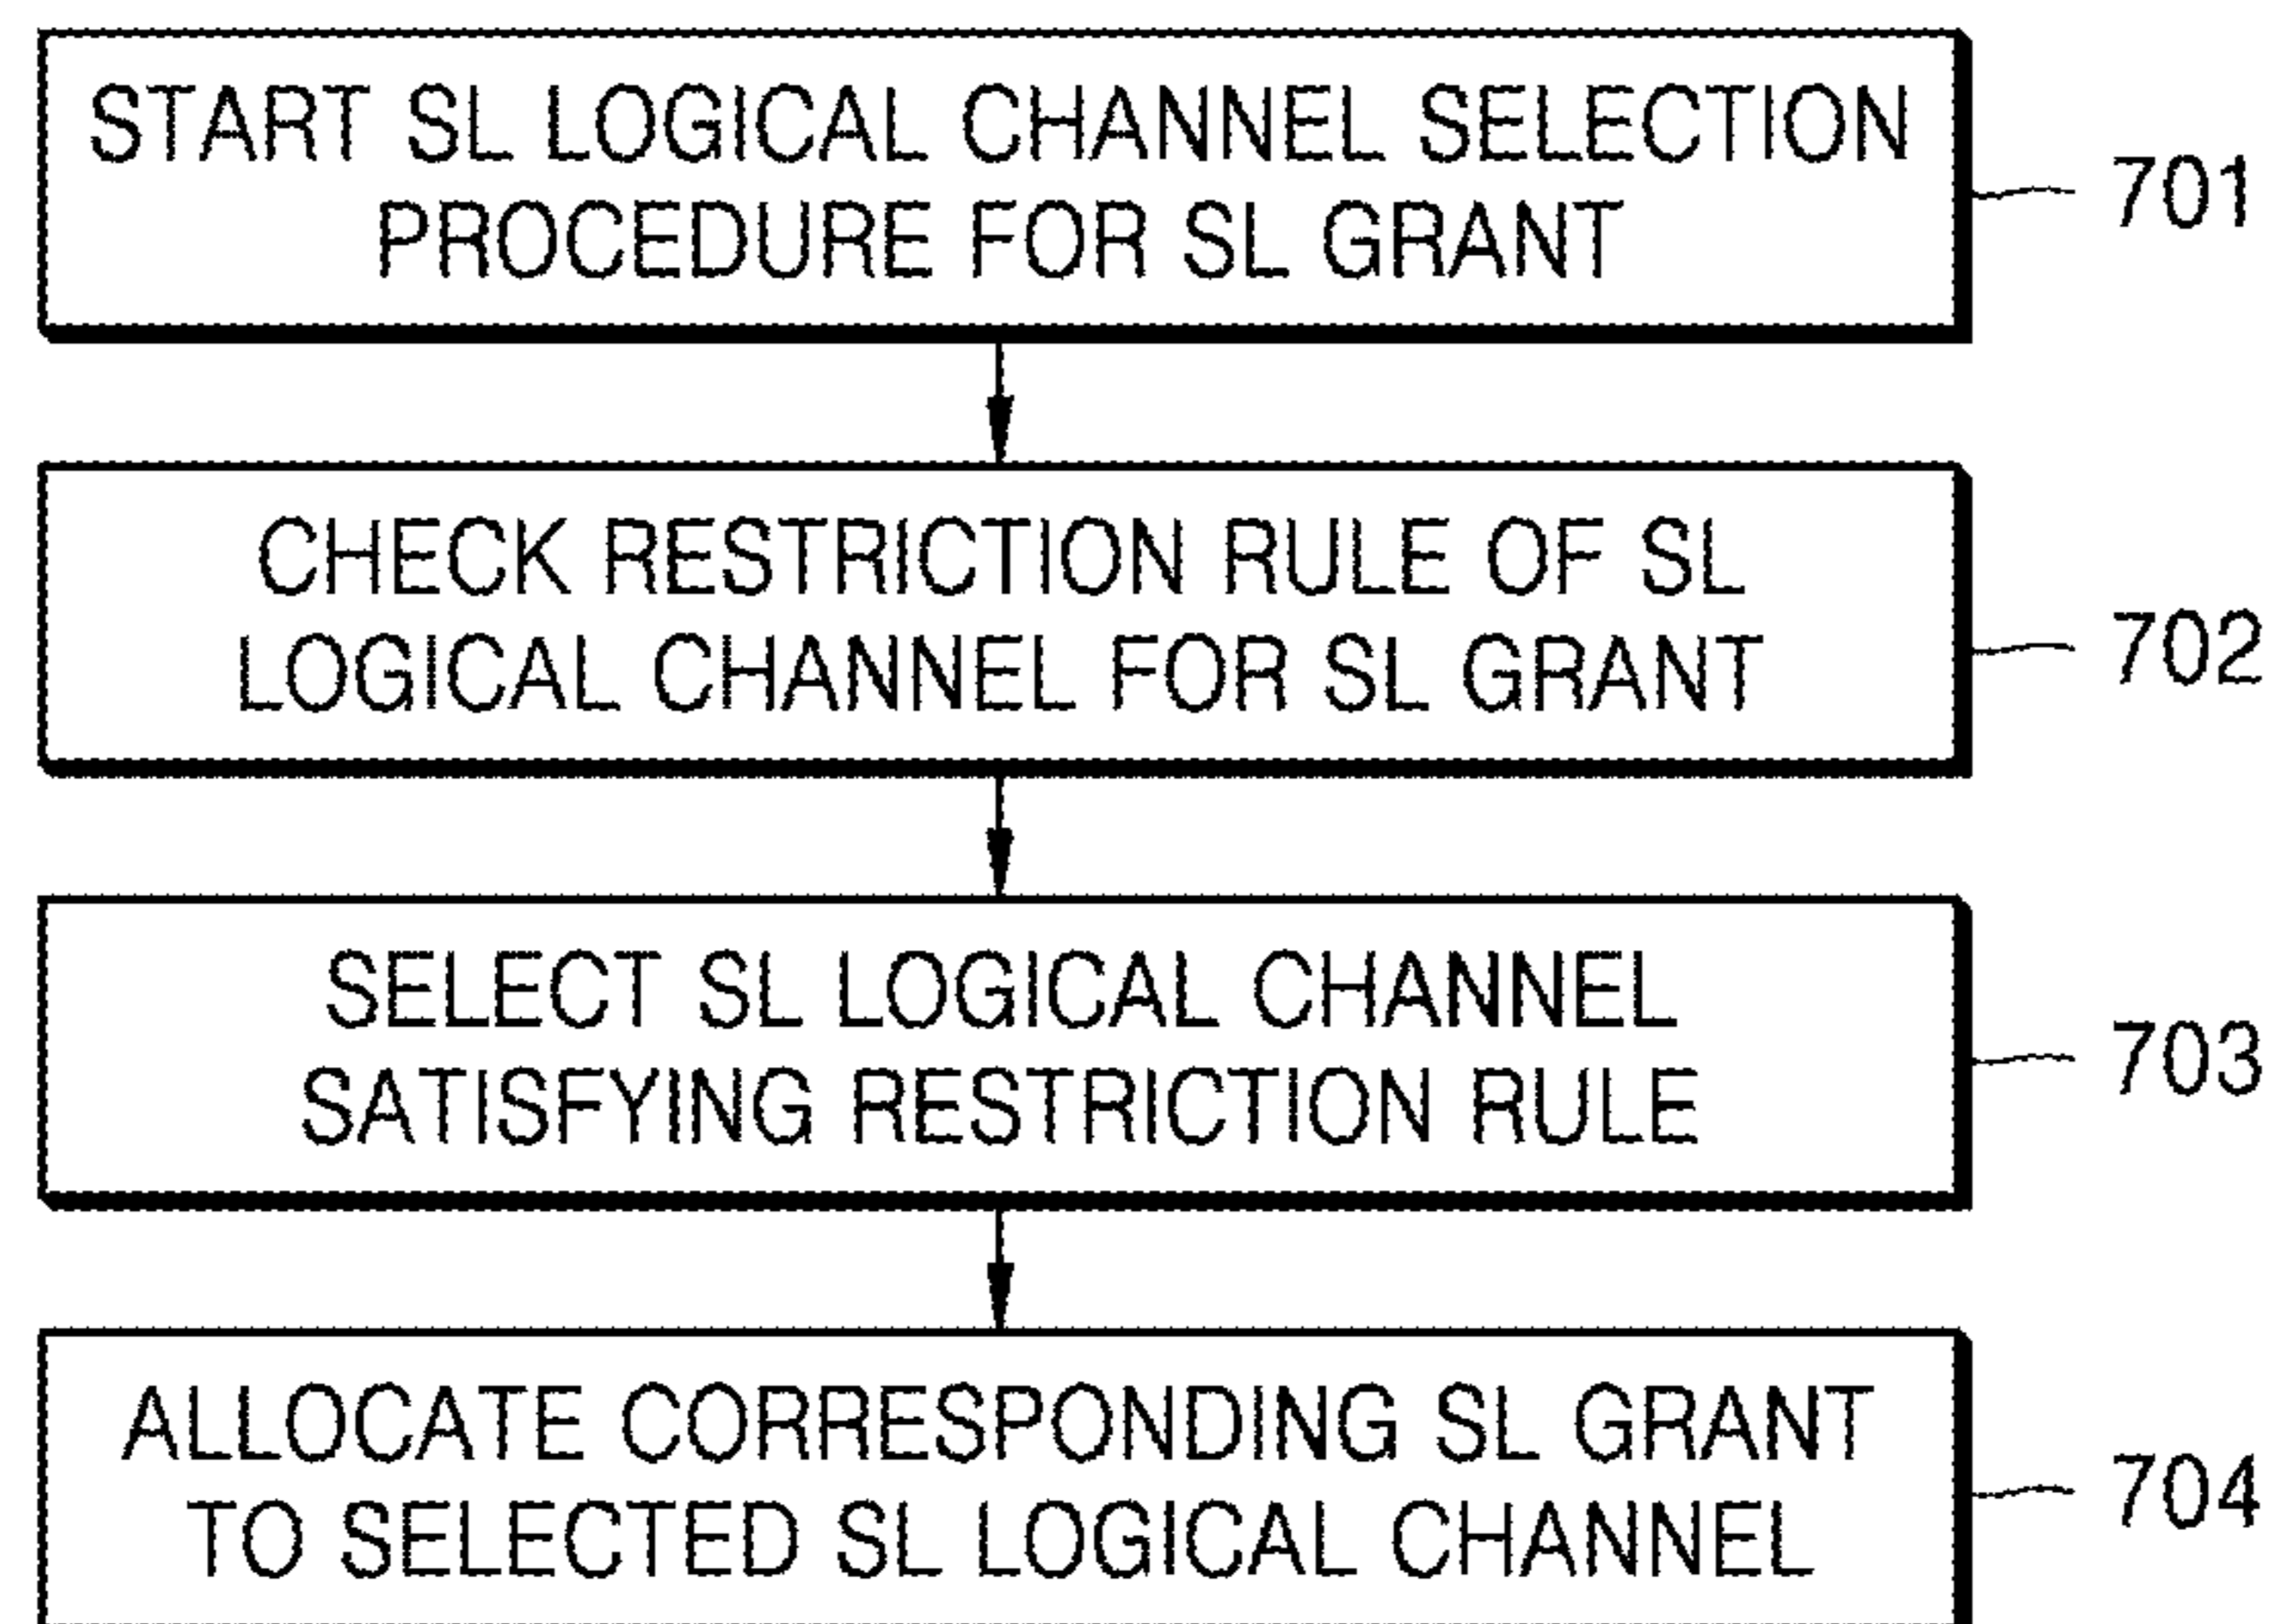 START SL LOGICAL CHANNEL SELECTION
PROCEDURE FOR SL GRANT
701
CHECK RESTRICTION RULE OF SL
LOGICAL CHANNEL FOR SL GRANT
702
SELECT SL LOGICAL CHANNEL
SATISFYING RESTRICTION RULE
703
ALLOCATE CORRESPONDING SL GRANT
TO SELECTED SL LOGICAL CHANNEL
704